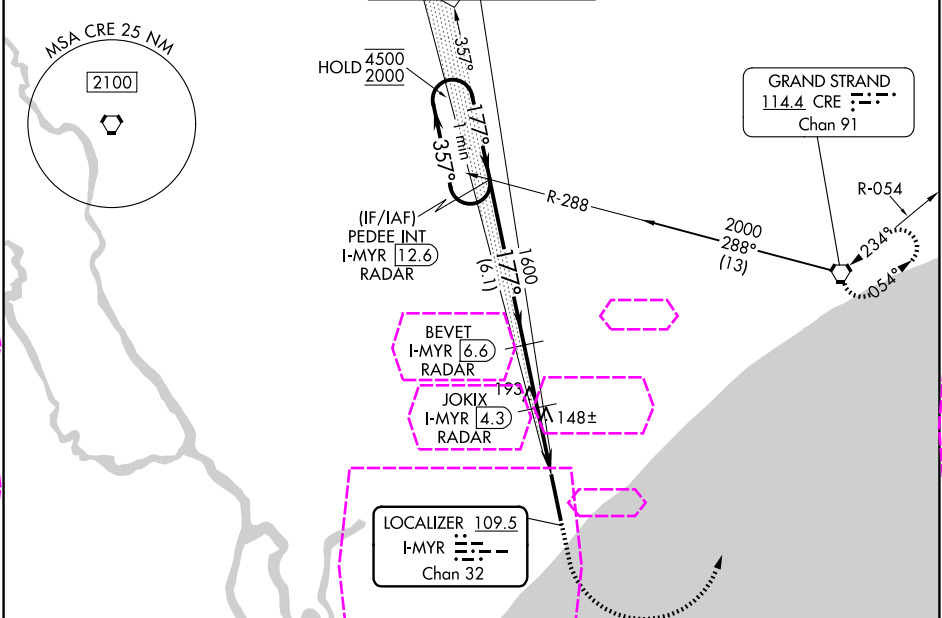 MSA CRE 25 NM
2100
HOLD 4500
2000
357°
177°
1 min
357°
(IF/IAF)
PEDEE INT
I-MYR 12.6
RADAR
R-288
2000
288°
(13)
GRAND STRAND
114.4 CRE
Chan 91
R-054
234°
054°
1600
177°
(6.1)
BEVET
I-MYR 6.6
RADAR
193
JOKIX
I-MYR 4.3
RADAR
148±
LOCALIZER 109.5
I-MYR
Chan 32